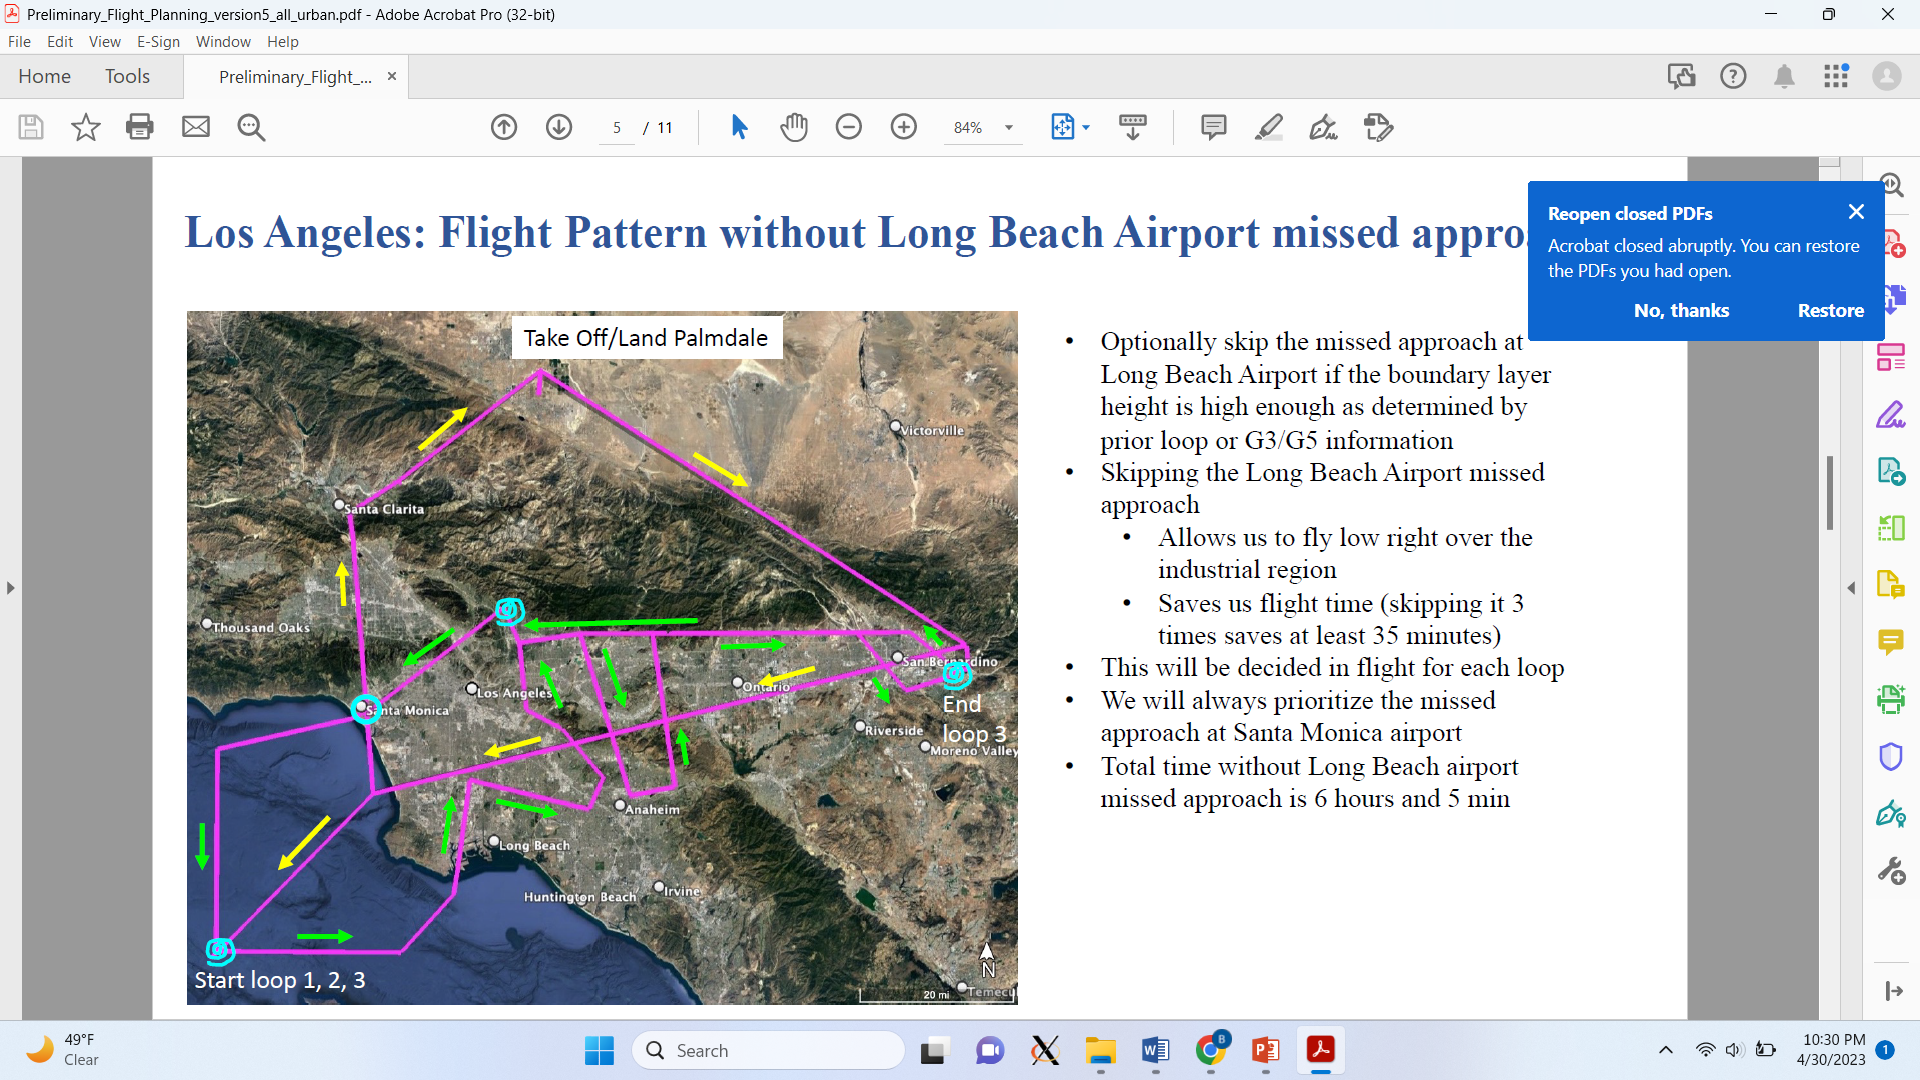 Preliminary_Flight_Planning_version5_all_urban.pdf - Adobe Acrobat Pro (32-bit)
File Edit View E-Sign Window Help
Home Tools Preliminary_Flight_... ×
5 / 11 84%
Reopen closed PDFs
Acrobat closed abruptly. You can restore
the PDFs you had open.
No, thanks Restore
Los Angeles: Flight Pattern without Long Beach Airport missed appro
Take Off/Land Palmdale
Victorville
Santa Clarita
Thousand Oaks
San Bernardino
Los Angeles
Ontario
Santa Monica
End
loop 3
Riverside
Moreno Valley
Anaheim
Long Beach
Irvine
Huntington Beach
N
Start loop 1, 2, 3
20 mi
Temecu
• Optionally skip the missed approach at
Long Beach Airport if the boundary layer
height is high enough as determined by
prior loop or G3/G5 information
• Skipping the Long Beach Airport missed
approach
• Allows us to fly low right over the
industrial region
• Saves us flight time (skipping it 3
times saves at least 35 minutes)
• This will be decided in flight for each loop
• We will always prioritize the missed
approach at Santa Monica airport
• Total time without Long Beach airport
missed approach is 6 hours and 5 min
49°F
Clear
Search
B
10:30 PM
4/30/2023
1